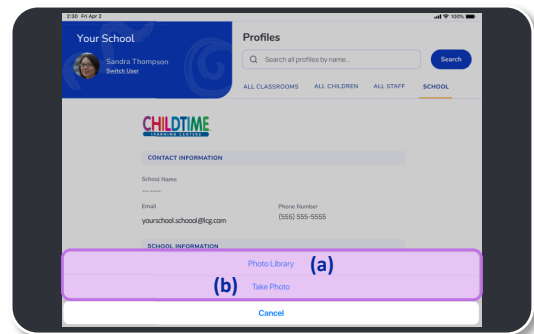 2:30 Fri Apr 2
100%
Your School
Sandra Thompson
Switch User
Profiles
Search all profiles by name...
Search
ALL CLASSROOMS ALL CHILDREN ALL STAFF SCHOOL
CHILDTIME
LEARNING CENTERS
CONTACT INFORMATION
School Name
Email Phone Number
yourschool.schoool@lcg.com (555) 555-5555
SCHOOL INFORMATION
Photo Library (a)
(b) Take Photo
Cancel